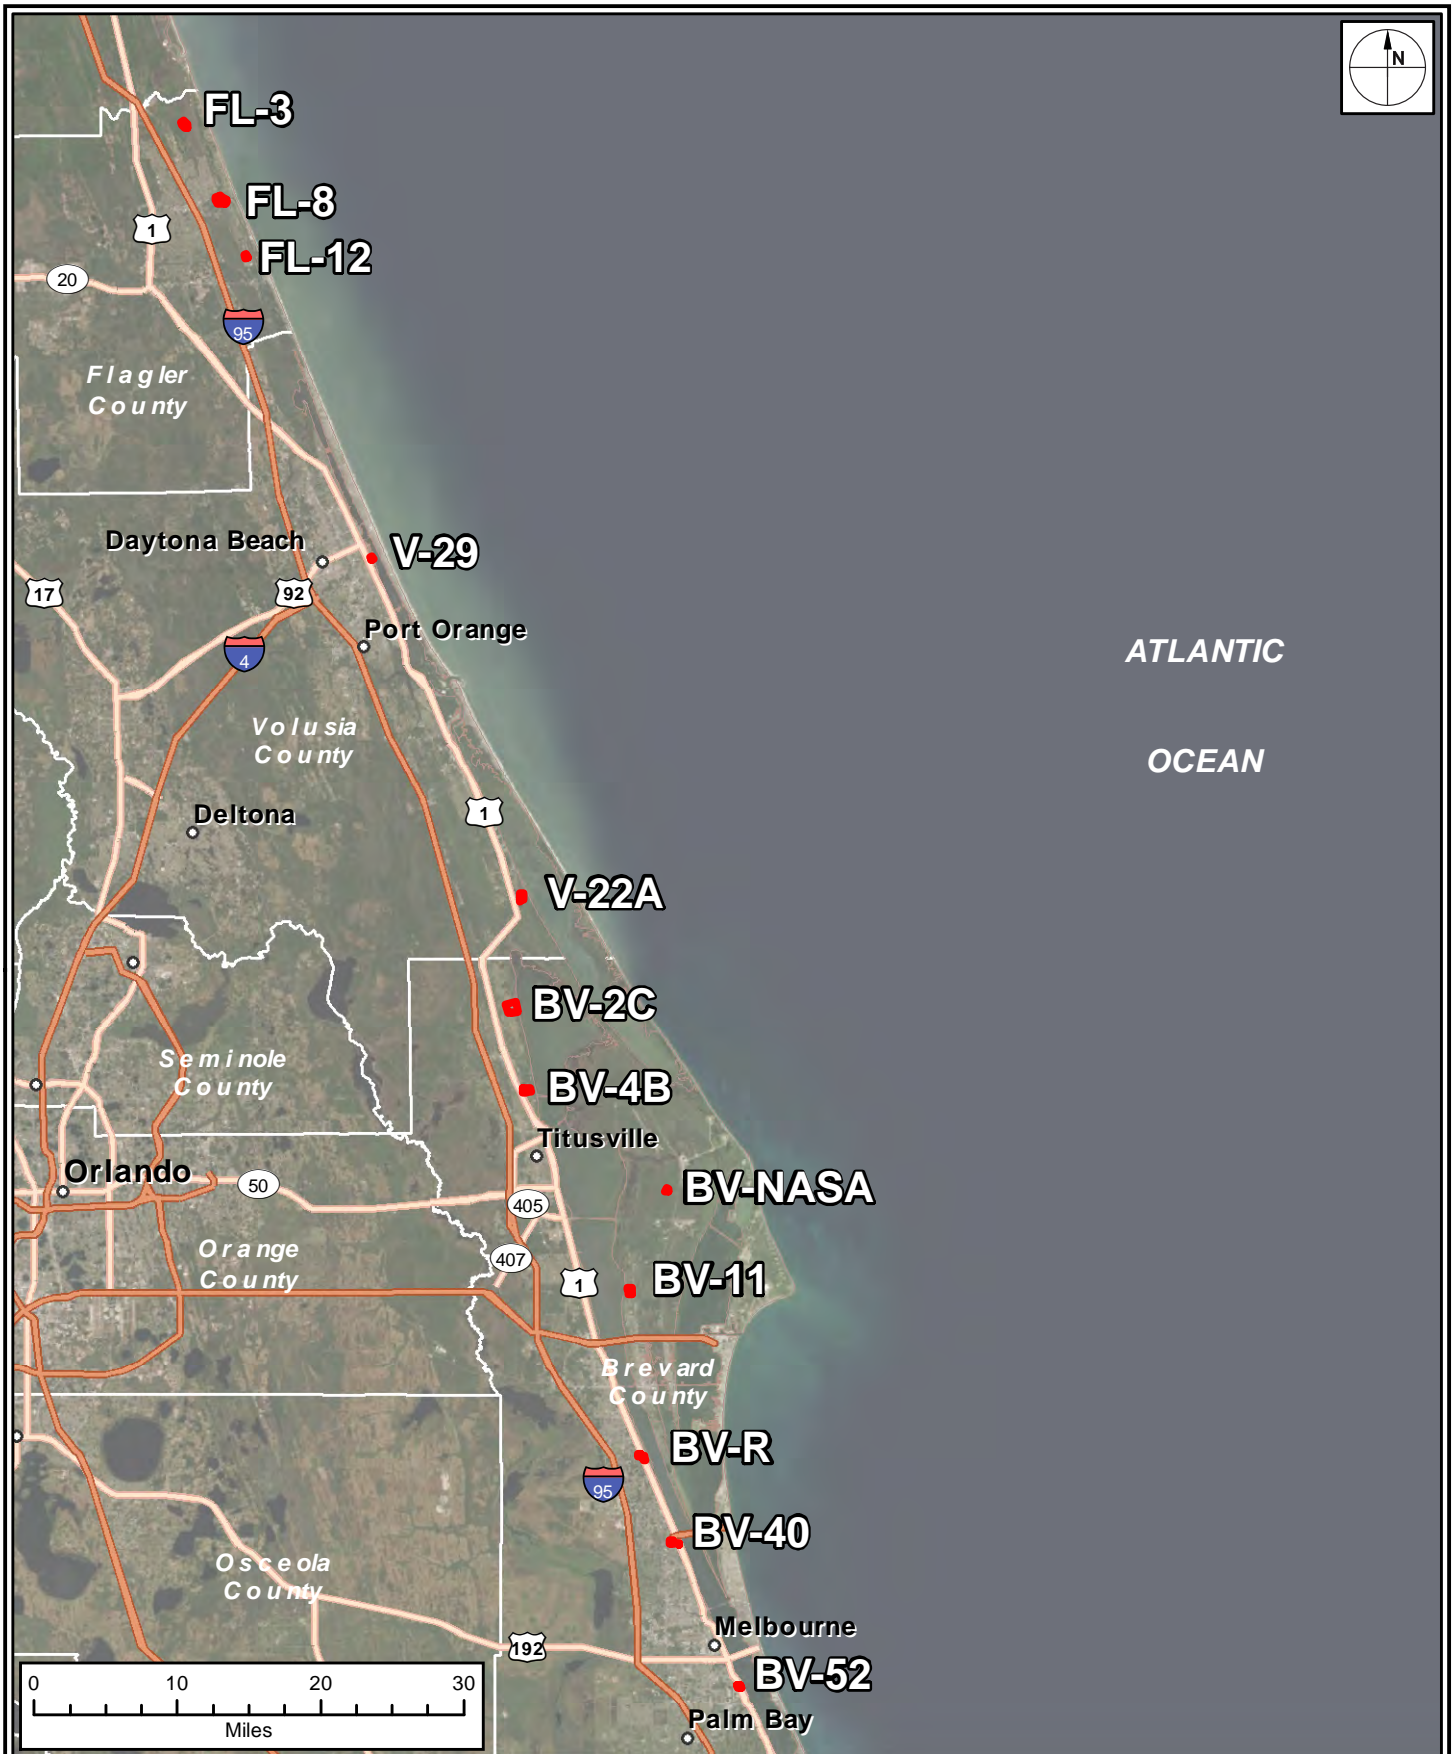 N
FL-3
FL-8
1
FL-12
20
95
Flagler
County
Daytona Beach
V-29
17
92
Port Orange
4
ATLANTIC
Volusia
County
OCEAN
Deltona
1
V-22A
BV-2C
Seminole
County
BV-4B
Titusville
Orlando
50
BV-NASA
405
Orange
County
407
1
BV-11
Brevard
County
BV-R
95
BV-40
Osceola
County
Melbourne
192
BV-52
0 10 20 30
Miles
Palm Bay